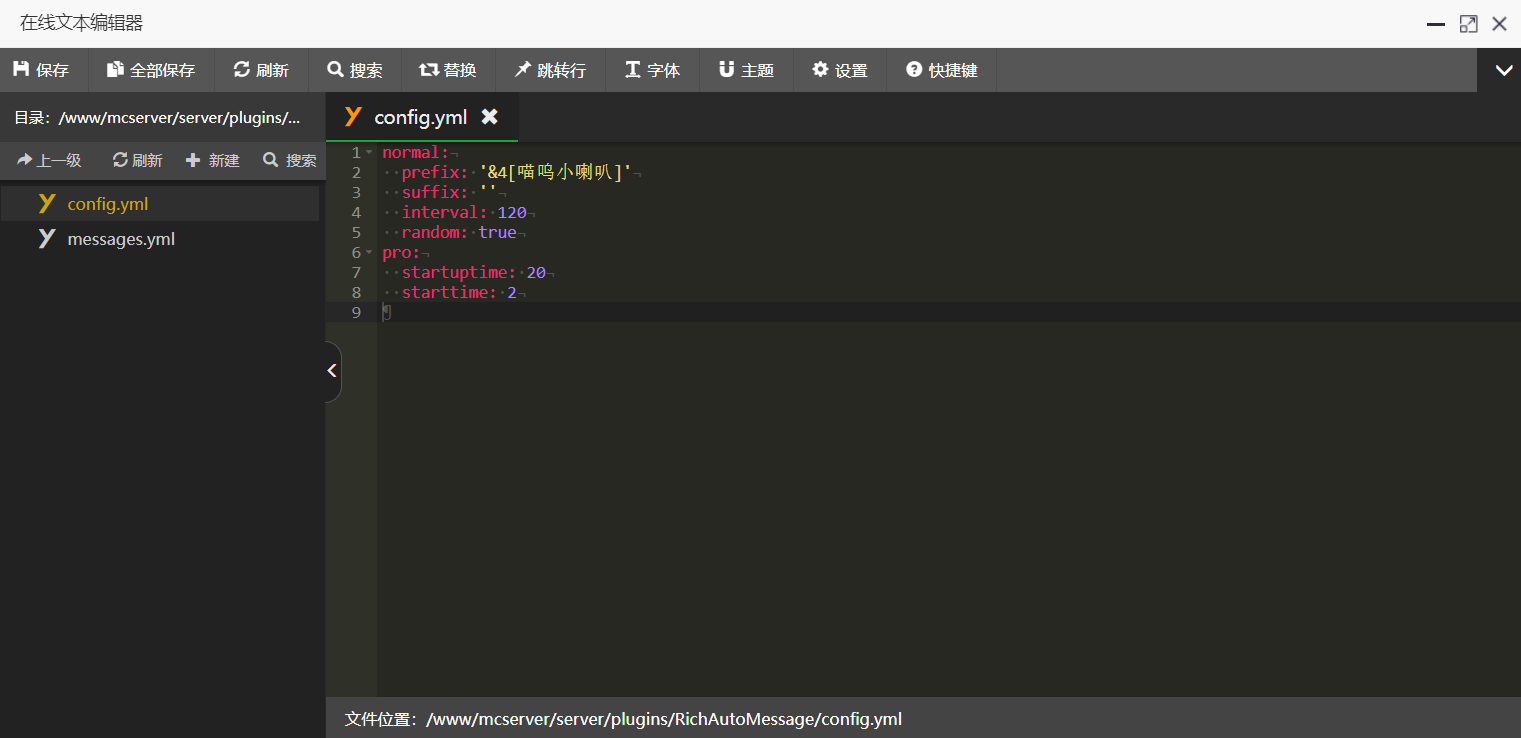 在线文本编辑器
保存 全部保存 刷新 搜索 替换 跳转行 字体 主题 设置 快捷键
目录：/www/mcserver/server/plugins/...
上一级 刷新 新建 搜索
config.yml
messages.yml
config.yml
1 normal:
2 prefix: '&4[喵呜小喇叭]'
3 suffix: ''
4 interval: 120
5 random: true
6 pro:
7 startuptime: 20
8 starttime: 2
9
文件位置：/www/mcserver/server/plugins/RichAutoMessage/config.yml